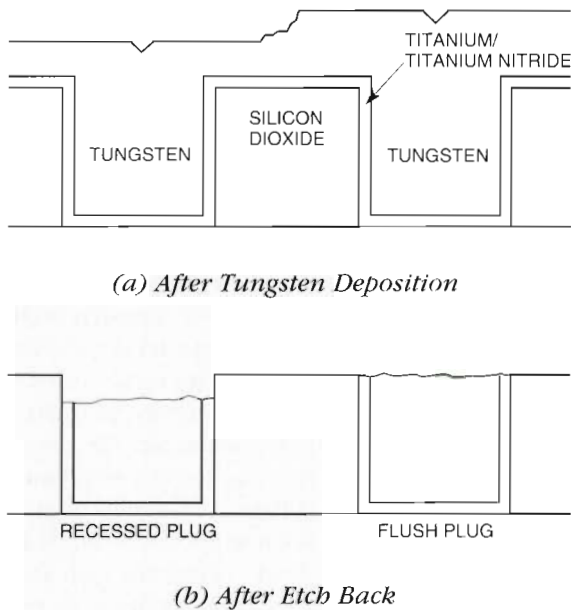 TITANIUM/
TITANIUM NITRIDE
SILICON
DIOXIDE
TUNGSTEN
TUNGSTEN
(a) After Tungsten Deposition
RECESSED PLUG
FLUSH PLUG
(b) After Etch Back